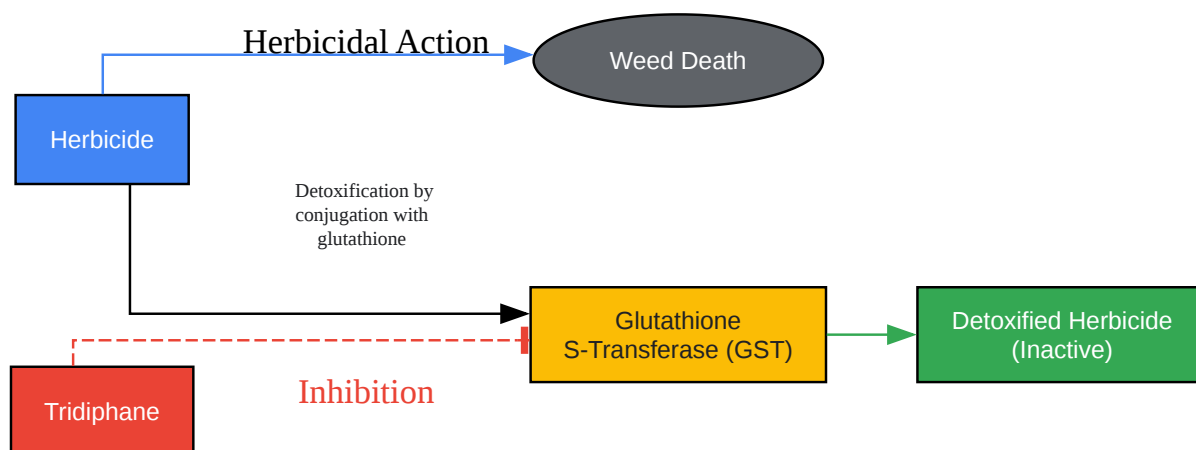 Herbicidal Action
Weed Death
Herbicide
Detoxification by
conjugation with
glutathione
Glutathione
S-Transferase (GST)
Detoxified Herbicide
(Inactive)
Inhibition
Tridiphane